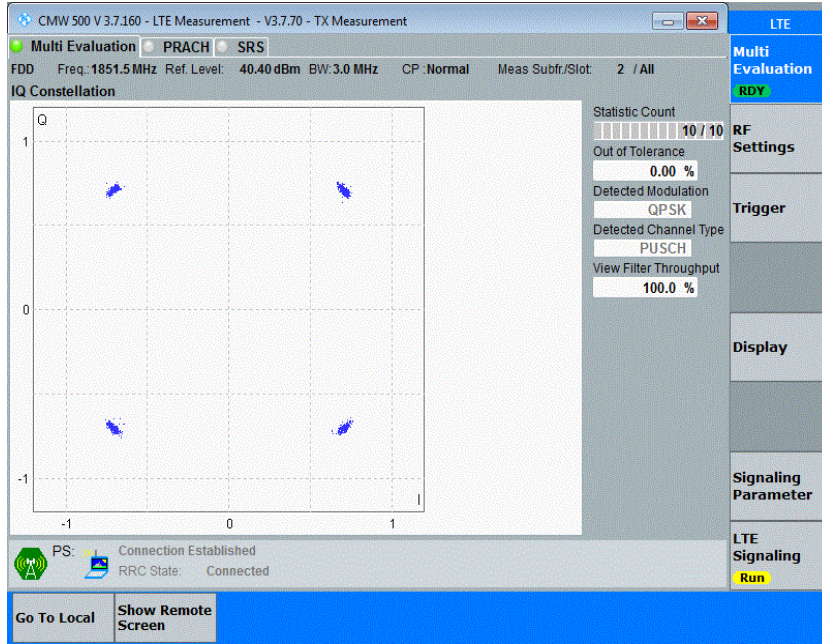 CMW 500 V 3.7.160 - LTE Measurement - V3.7.70 - TX Measurement
LTE
Multi Evaluation PRACH SRS
Multi
Evaluation
RDY
FDD Freq.: 1851.5 MHz Ref. Level: 40.40 dBm BW: 3.0 MHz CP : Normal Meas Subfr./Slot: 2 / All
IQ Constellation
Q
1
0
-1
-1 0 1
I
Statistic Count
10 / 10
Out of Tolerance
0.00 %
Detected Modulation
QPSK
Detected Channel Type
PUSCH
View Filter Throughput
100.0 %
RF
Settings
Trigger
Display
Signaling
Parameter
LTE
Signaling
Run
PS: Connection Established
RRC State: Connected
Go To Local
Show Remote
Screen